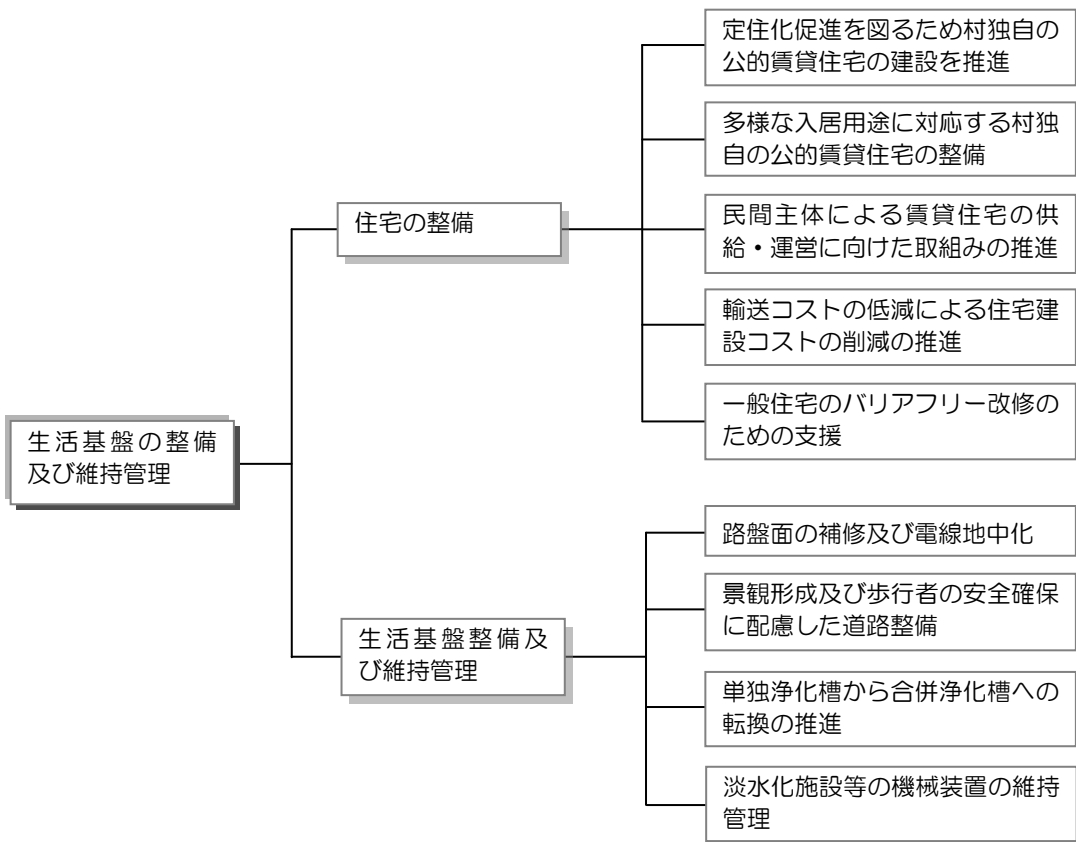 定住化促進を図るため村独自の
公的賃貸住宅の建設を推進
多様な入居用途に対応する村独
自の公的賃貸住宅の整備
住宅の整備
民間主体による賃貸住宅の供
給・運営に向けた取組みの推進
輸送コストの低減による住宅建
設コストの削減の推進
一般住宅のバリアフリー改修の
ための支援
生活基盤の整備
及び維持管理
路盤面の補修及び電線地中化
景観形成及び歩行者の安全確保
に配慮した道路整備
生活基盤整備及
び維持管理
単独浄化槽から合併浄化槽への
転換の推進
淡水化施設等の機械装置の維持
管理